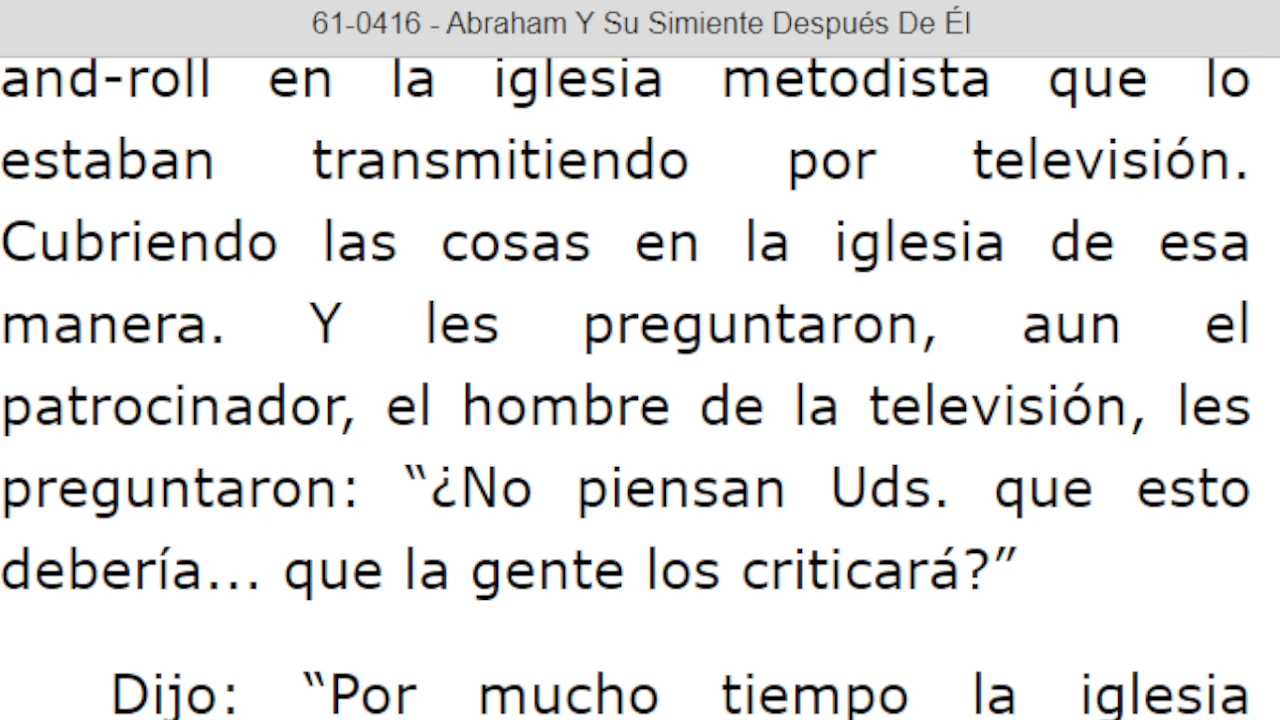 61-0416 - Abraham Y Su Simiente Después De Él
and-roll en la iglesia metodista que lo
estaban transmitiendo por televisión.
Cubriendo las cosas en la iglesia de esa
manera. Y les preguntaron, aun el
patrocinador, el hombre de la televisión, les
preguntaron: “¿No piensan Uds. que esto
debería... que la gente los criticará?”
Dijo: “Por mucho tiempo la iglesia